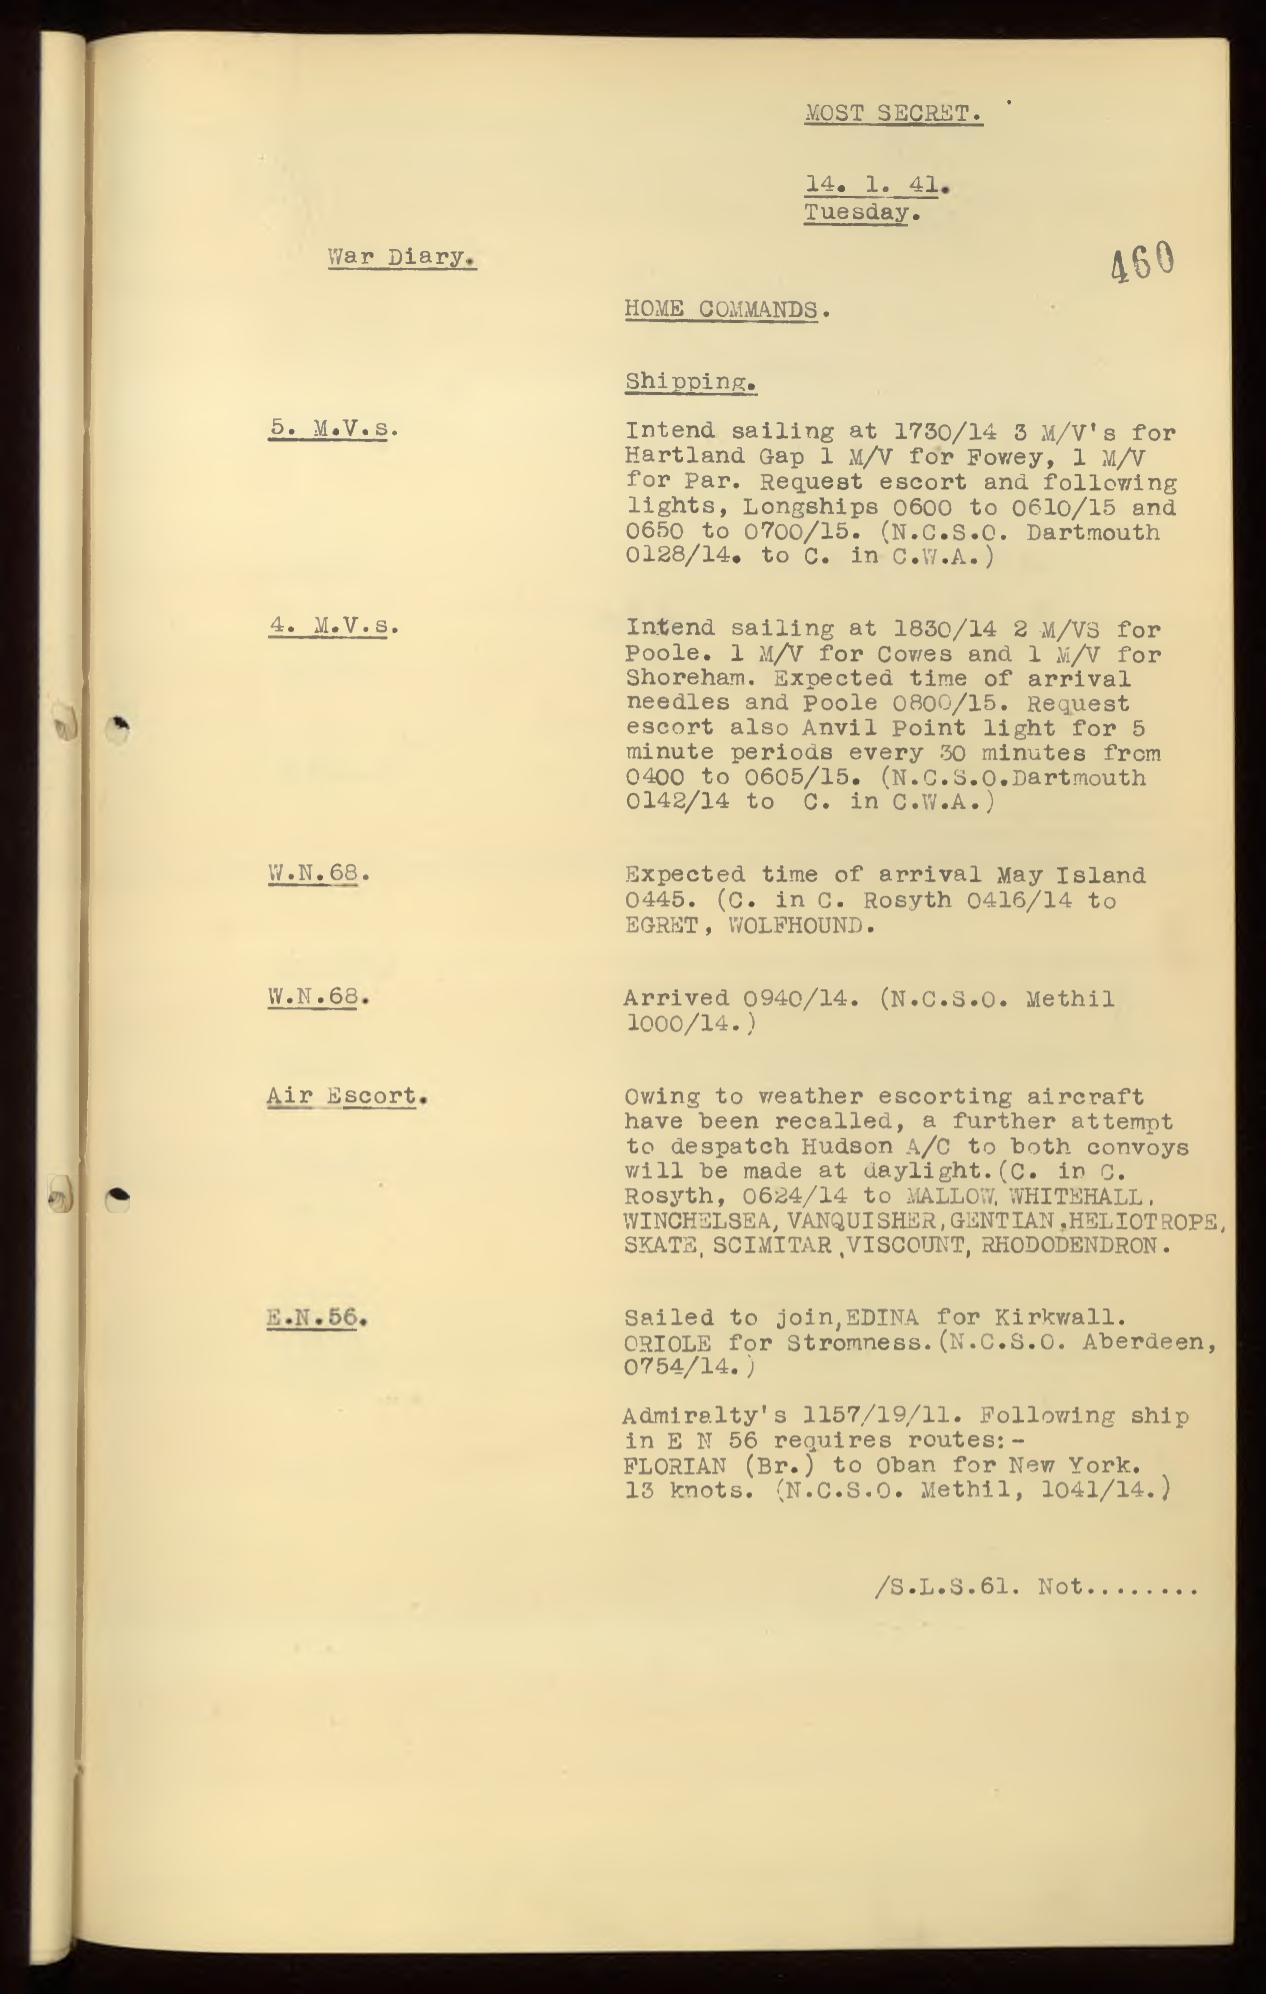 MOST SECRET.
14. 1. 41.
Tuesday.
War Diary.
460
HOME COMMANDS.
Shipping.
5. M.V.s.
Intend sailing at 1730/14 3 M/V's for
Hartland Gap 1 M/V for Fowey, 1 M/V
for Par. Request escort and following
lights, Longships 0600 to 0610/15 and
0650 to 0700/15. (N.C.S.O. Dartmouth
0128/14. to C. in C.W.A.)
4. M.V.s.
Intend sailing at 1830/14 2 M/VS for
Poole. 1 M/V for Cowes and 1 M/V for
Shoreham. Expected time of arrival
needles and Poole 0800/15. Request
escort also Anvil Point light for 5
minute periods every 30 minutes from
0400 to 0605/15. (N.C.S.O.Dartmouth
0142/14 to C. in C.W.A.)
W.N.68.
Expected time of arrival May Island
0445. (C. in C. Rosyth 0416/14 to
EGRET, WOLFHOUND.
W.N.68.
Arrived 0940/14. (N.C.S.O. Methil
1000/14.)
Air Escort.
Owing to weather escorting aircraft
have been recalled, a further attempt
to despatch Hudson A/C to both convoys
will be made at daylight.(C. in C.
Rosyth, 0624/14 to MALLOW, WHITEHALL,
WINCHELSEA, VANQUISHER,GENTIAN,HELIOTROPE,
SKATE, SCIMITAR,VISCOUNT, RHODODENDRON.
E.N.56.
Sailed to join,EDINA for Kirkwall.
ORIOLE for Stromness.(N.C.S.O. Aberdeen,
0754/14.)
Admiralty's 1157/19/11. Following ship
in E N 56 requires routes:-
FLORIAN (Br.) to Oban for New York.
13 knots. (N.C.S.O. Methil, 1041/14.)
/S.L.S.61. Not........